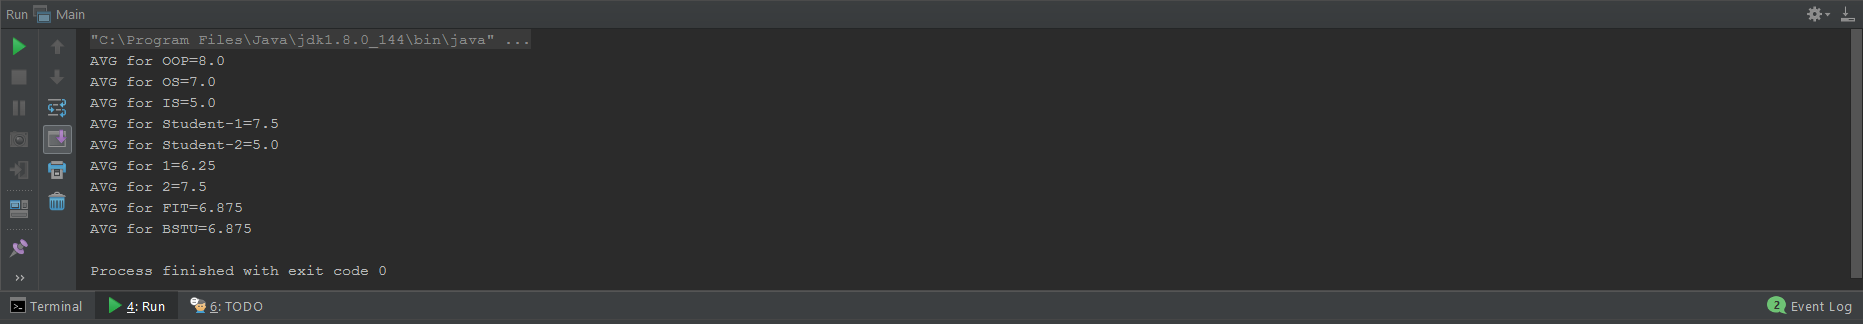 Run Main
"C:\Program Files\Java\jdk1.8.0_144\bin\java" ...
AVG for OOP=8.0
AVG for OS=7.0
AVG for IS=5.0
AVG for Student-1=7.5
AVG for Student-2=5.0
AVG for 1=6.25
AVG for 2=7.5
AVG for FIT=6.875
AVG for BSTU=6.875
Process finished with exit code 0
Terminal 4: Run 6: TODO 2 Event Log